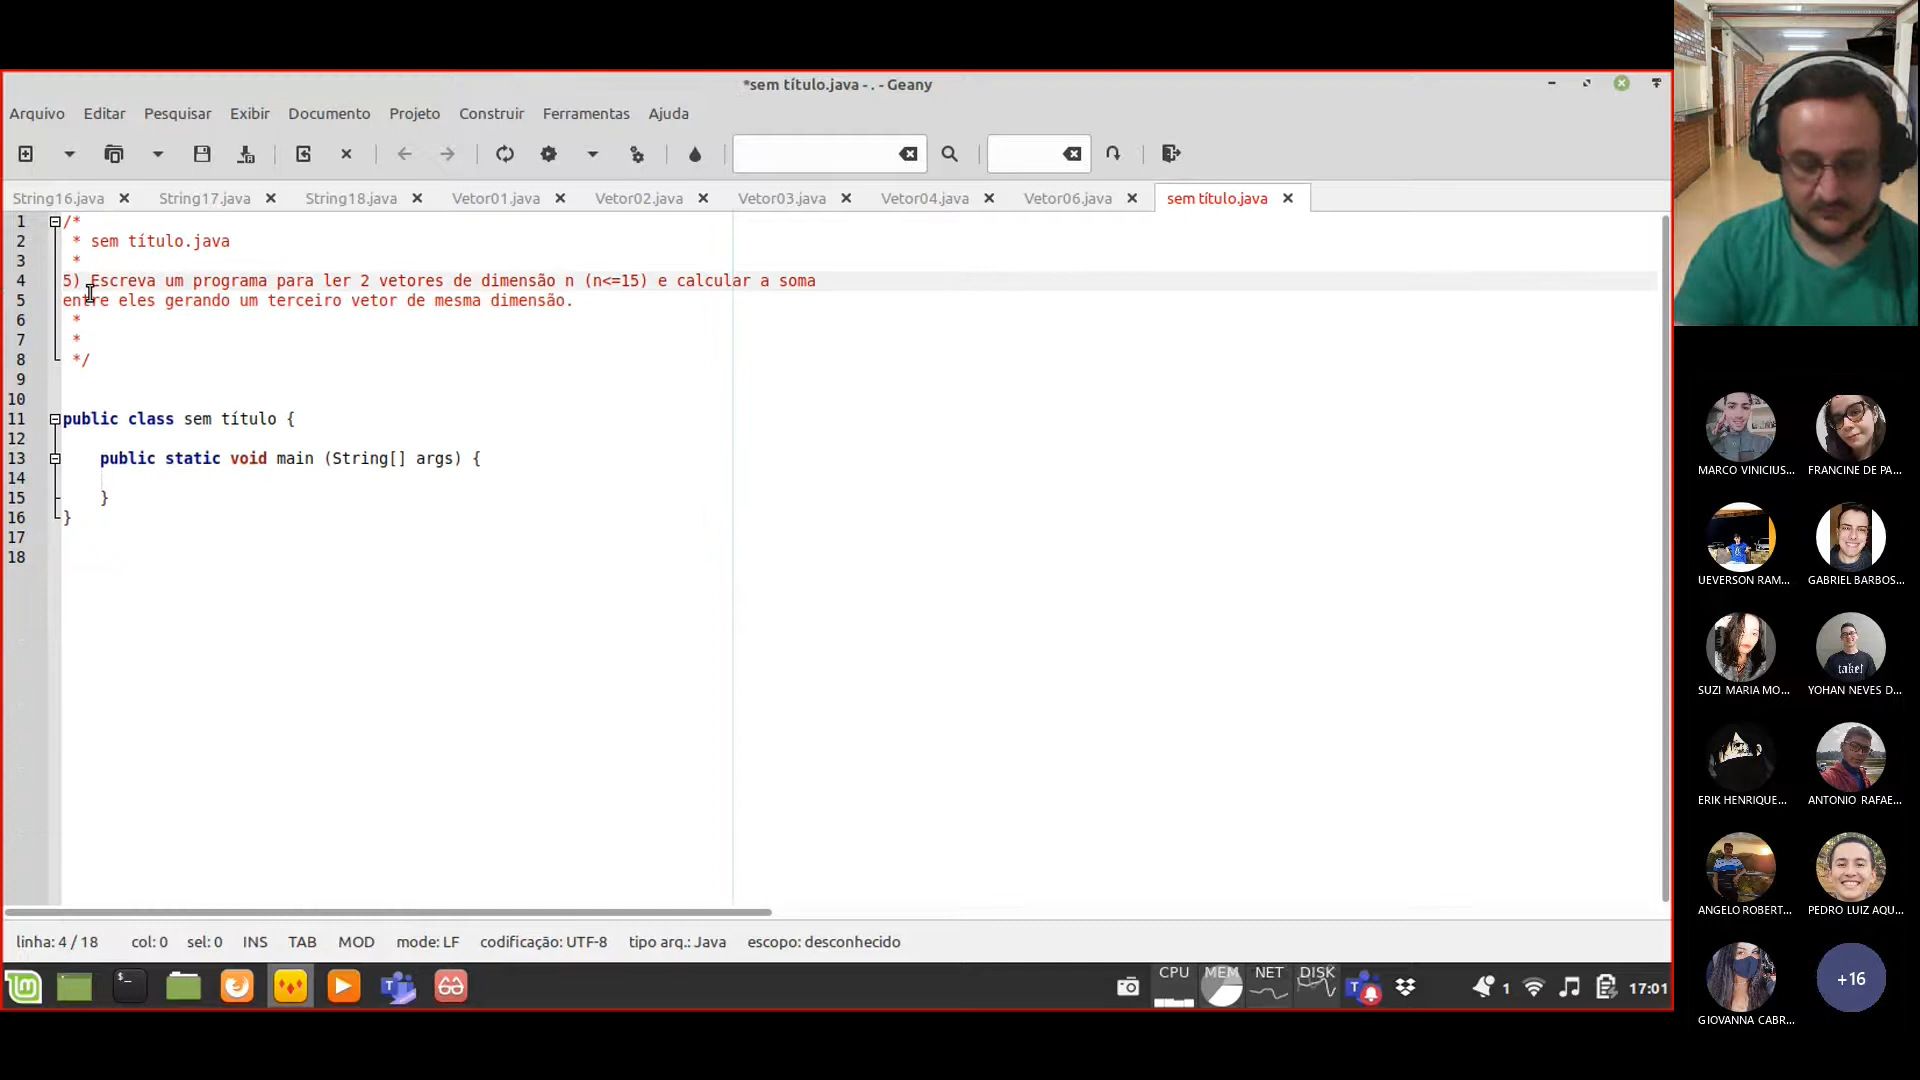 *sem título.java - . - Geany
Arquivo Editar Pesquisar Exibir Documento Projeto Construir Ferramentas Ajuda
String16.java String17.java String18.java Vetor01.java Vetor02.java Vetor03.java Vetor04.java Vetor06.java sem título.java
1 /*
2 * sem título.java
3 *
4 5) Escreva um programa para ler 2 vetores de dimensão n (n<=15) e calcular a soma
5 entre eles gerando um terceiro vetor de mesma dimensão.
6 *
7 *
8 */
9
10
11 public class sem título {
12
13 public static void main (String[] args) {
14
15 }
16 }
17
18
linha: 4 / 18 col: 0 sel: 0 INS TAB MOD mode: LF codificação: UTF-8 tipo arq.: Java escopo: desconhecido
CPU MEM NET DISK 1 17:01
MARCO VINICIUS... FRANCINE DE PA...
UEVERSON RAM... GABRIEL BARBOS...
take!
SUZI MARIA MO... YOHAN NEVES D...
ERIK HENRIQUE... ANTONIO RAFAE...
ANGELO ROBERT... PEDRO LUIZ AQU...
+16
GIOVANNA CABR...